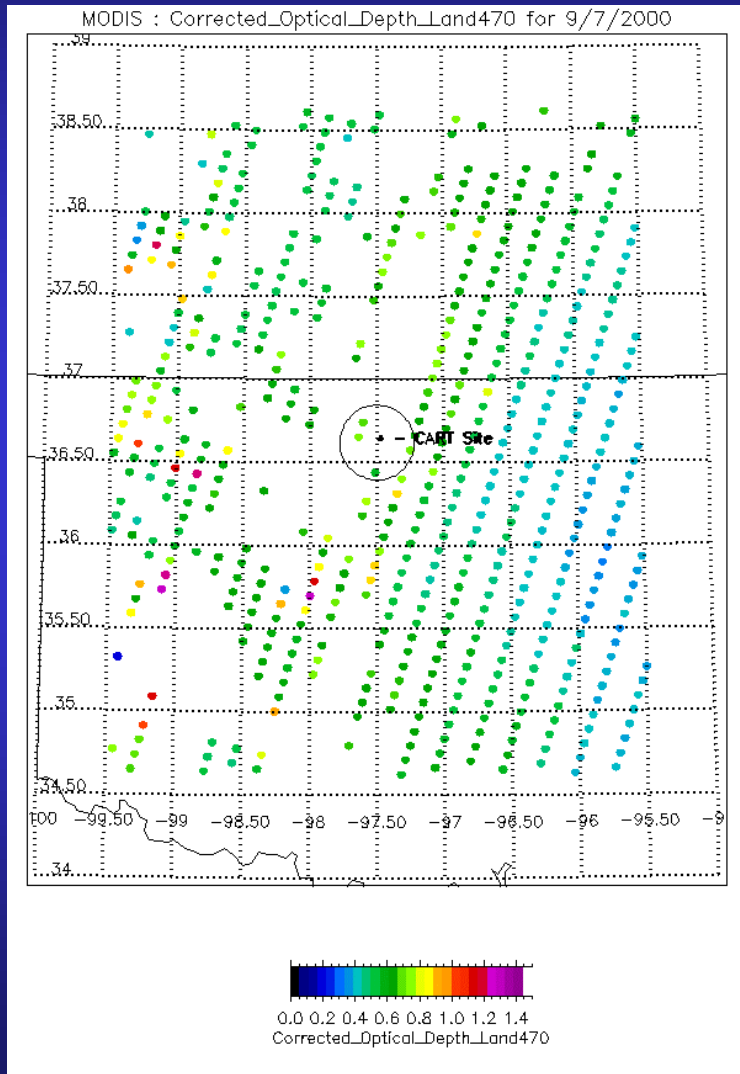 MODIS : Corrected_Optical_Depth_Land470 for 9/7/2000
39
38.50
38
37.50
37
– CART Site
36.50
36
35.50
35
34.50
-99.50 -99 -98.50 -98 -97.50 -97 -96.50 -96 -95.50
34
0.0 0.2 0.4 0.6 0.8 1.0 1.2 1.4
Corrected_Optical_Depth_Land470